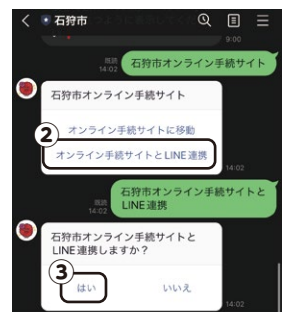 石狩市
9:00
既読
14:02
石狩市オンライン手続サイト
石狩市オンライン手続サイト
オンライン手続サイトに移動
②
オンライン手続サイトとLINE連携
14:02
石狩市オンライン手続サイトと
LINE連携
既読
14:02
石狩市オンライン手続サイトと
LINE連携しますか？
③
はい
いいえ
14:02